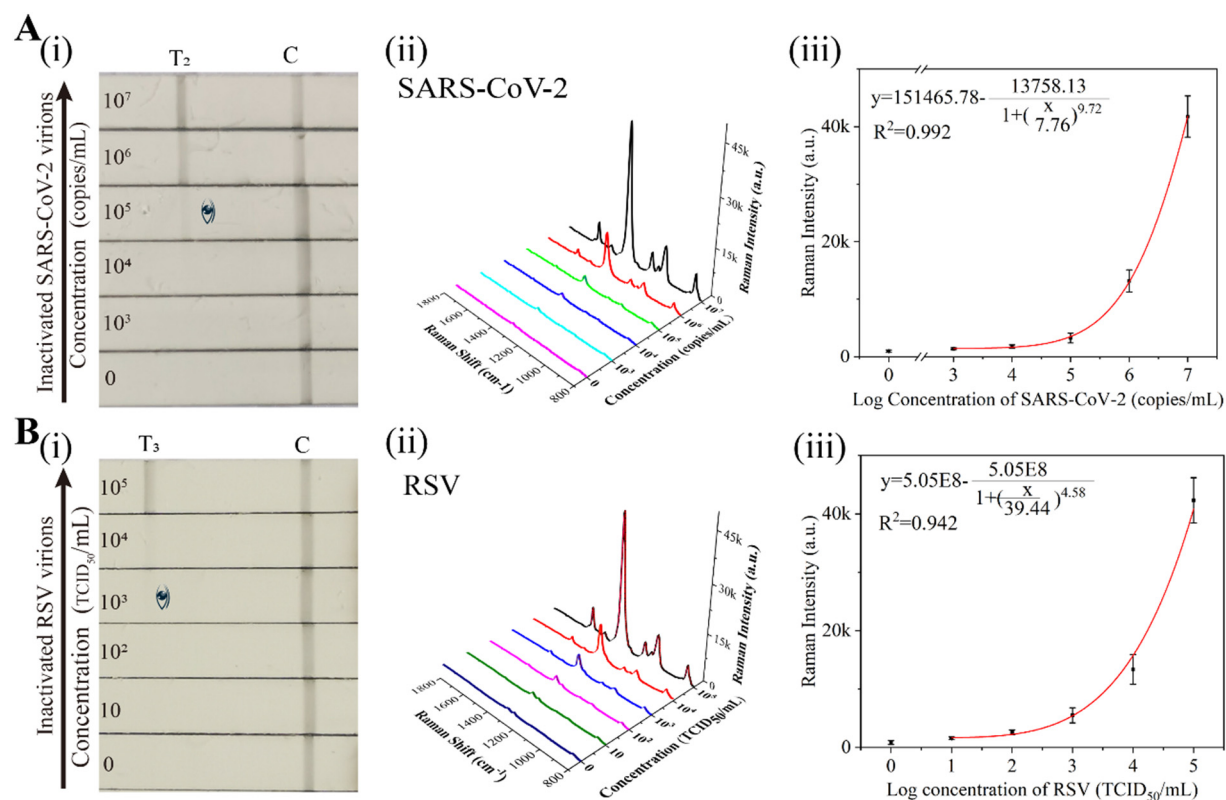 A
(i)
T₂
C
Inactivated SARS-CoV-2 virions
Concentration (copies/mL)
10⁷
10⁶
10⁵
10⁴
10³
0
(ii)
SARS-CoV-2
45k
30k
15k
0
Raman Intensity (a.u.)
1800
1600
1400
1200
1000
800
Raman Shift (cm-1)
0
10³
10⁴
10⁵
10⁶
10⁷
Concentration (copies/mL)
(iii)
y=151465.78- 13758.13 / 1+( x / 7.76 )^9.72
R²=0.992
40k
20k
0
Raman Intensity (a.u.)
0 3 4 5 6 7
Log Concentration of SARS-CoV-2 (copies/mL)
B
(i)
T₃
C
Inactivated RSV virions
Concentration (TCID₅₀/mL)
10⁵
10⁴
10³
10²
10
0
(ii)
RSV
45k
30k
15k
0
Raman Intensity (a.u.)
1800
1600
1400
1200
1000
800
Raman Shift (cm⁻¹)
0
10
10²
10³
10⁴
10⁵
Concentration (TCID₅₀/mL)
(iii)
y=5.05E8- 5.05E8 / 1+( x / 39.44 )^4.58
R²=0.942
40k
20k
0
Raman Intensity (a.u.)
0 1 2 3 4 5
Log concentration of RSV (TCID₅₀/mL)